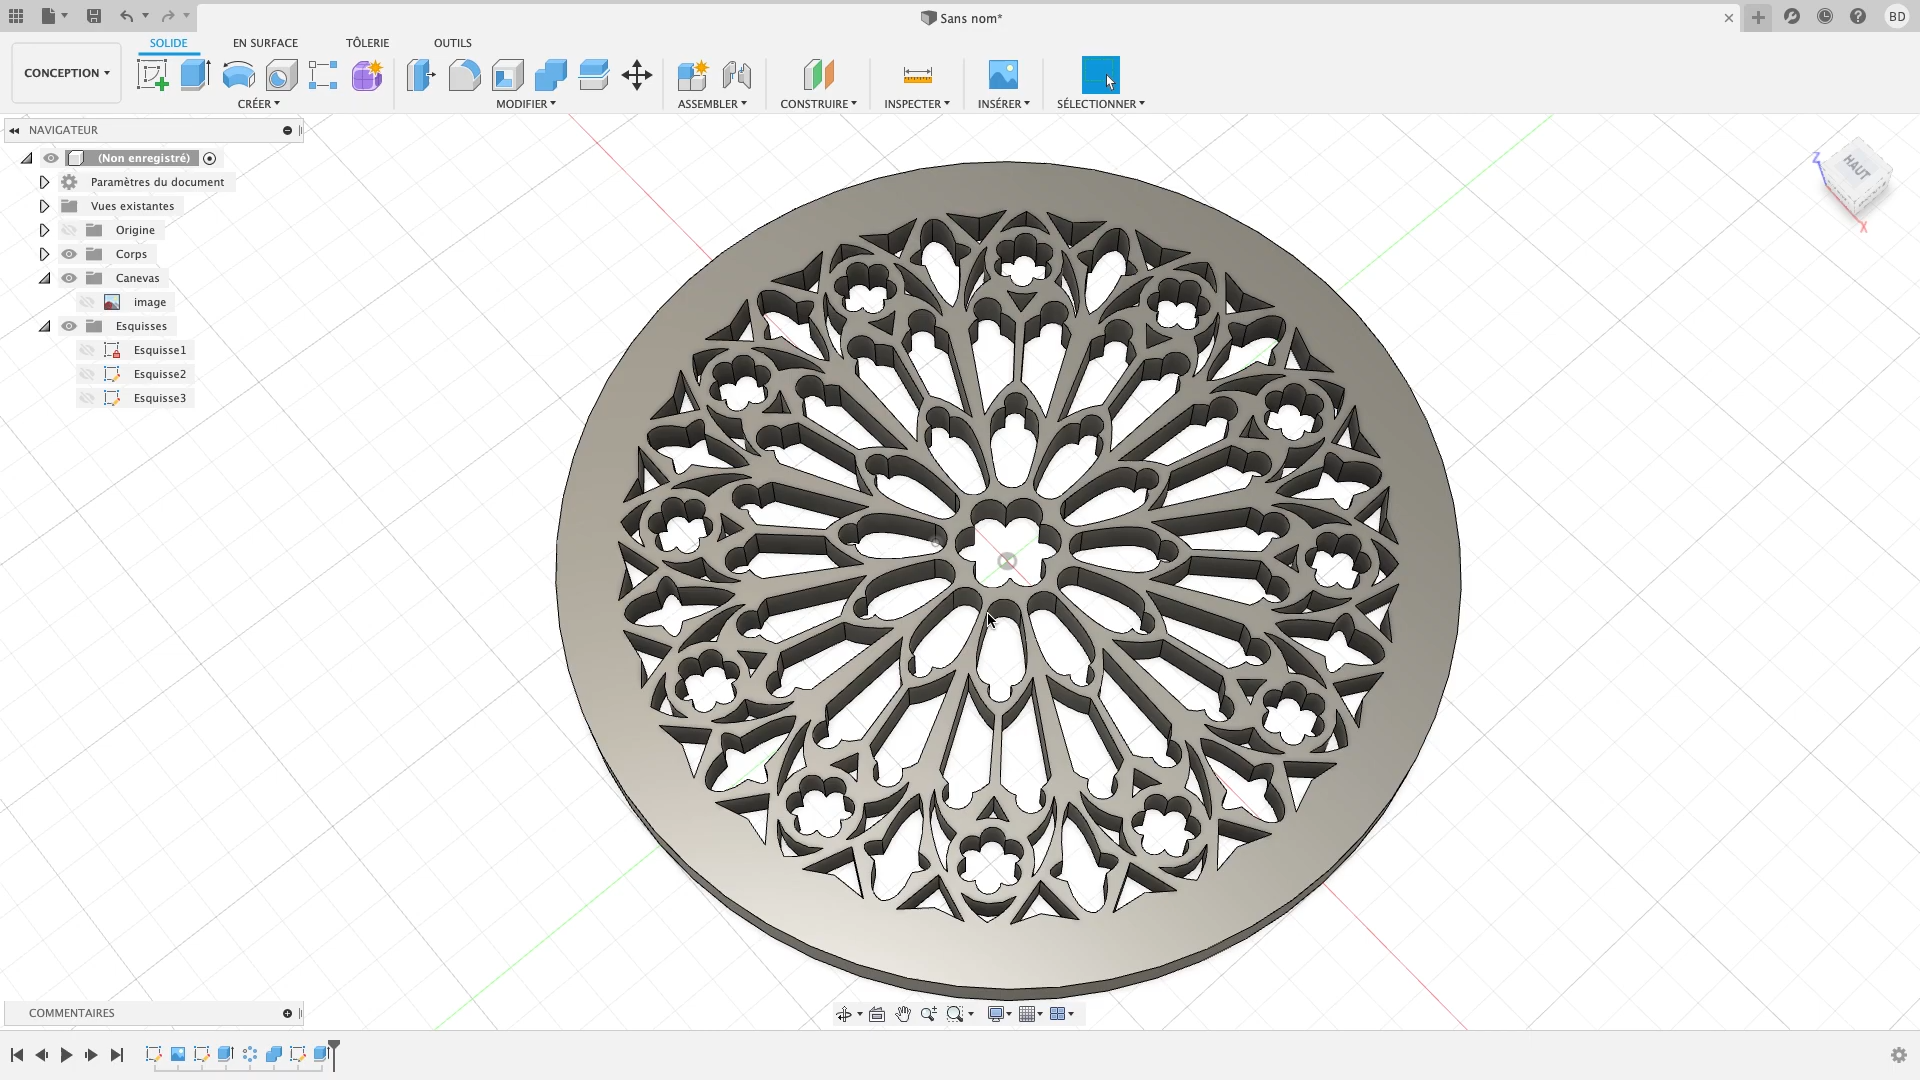 Sans nom*
BD
SOLIDE
EN SURFACE
TÔLERIE
OUTILS
CONCEPTION
CRÉER
MODIFIER
ASSEMBLER
CONSTRUIRE
INSPECTER
INSÉRER
SÉLECTIONNER
NAVIGATEUR
(Non enregistré)
Paramètres du document
Vues existantes
Origine
Corps
Canevas
image
Esquisses
Esquisse1
Esquisse2
Esquisse3
Z
HAUT
X
COMMENTAIRES